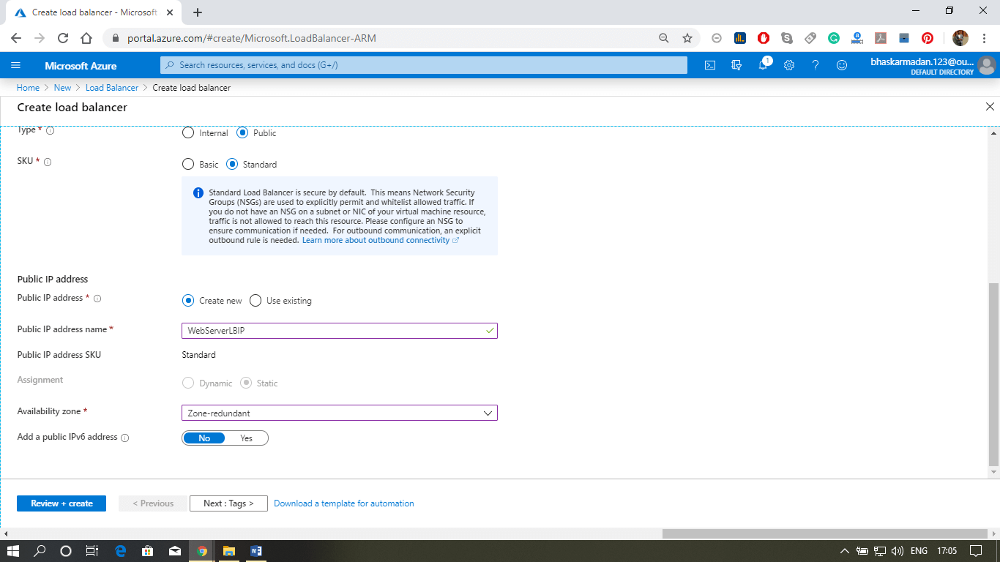 Create load balancer - Microsoft
portal.azure.com/#create/Microsoft.LoadBalancer-ARM
Microsoft Azure
Search resources, services, and docs (G+/)
1
bhaskarmadan.123@ou...
DEFAULT DIRECTORY
Home > New > Load Balancer > Create load balancer
Create load balancer
Type *
Internal
Public
SKU *
Basic
Standard
Standard Load Balancer is secure by default. This means Network Security
Groups (NSGs) are used to explicitly permit and whitelist allowed traffic. If
you do not have an NSG on a subnet or NIC of your virtual machine resource,
traffic is not allowed to reach this resource. Please configure an NSG to
ensure communication if needed. For outbound communication, an explicit
outbound rule is needed. Learn more about outbound connectivity
Public IP address
Public IP address *
Create new
Use existing
Public IP address name *
WebServerLBIP
Public IP address SKU
Standard
Assignment
Dynamic
Static
Availability zone *
Zone-redundant
Add a public IPv6 address
No
Yes
Review + create
< Previous
Next : Tags >
Download a template for automation
ENG
17:05